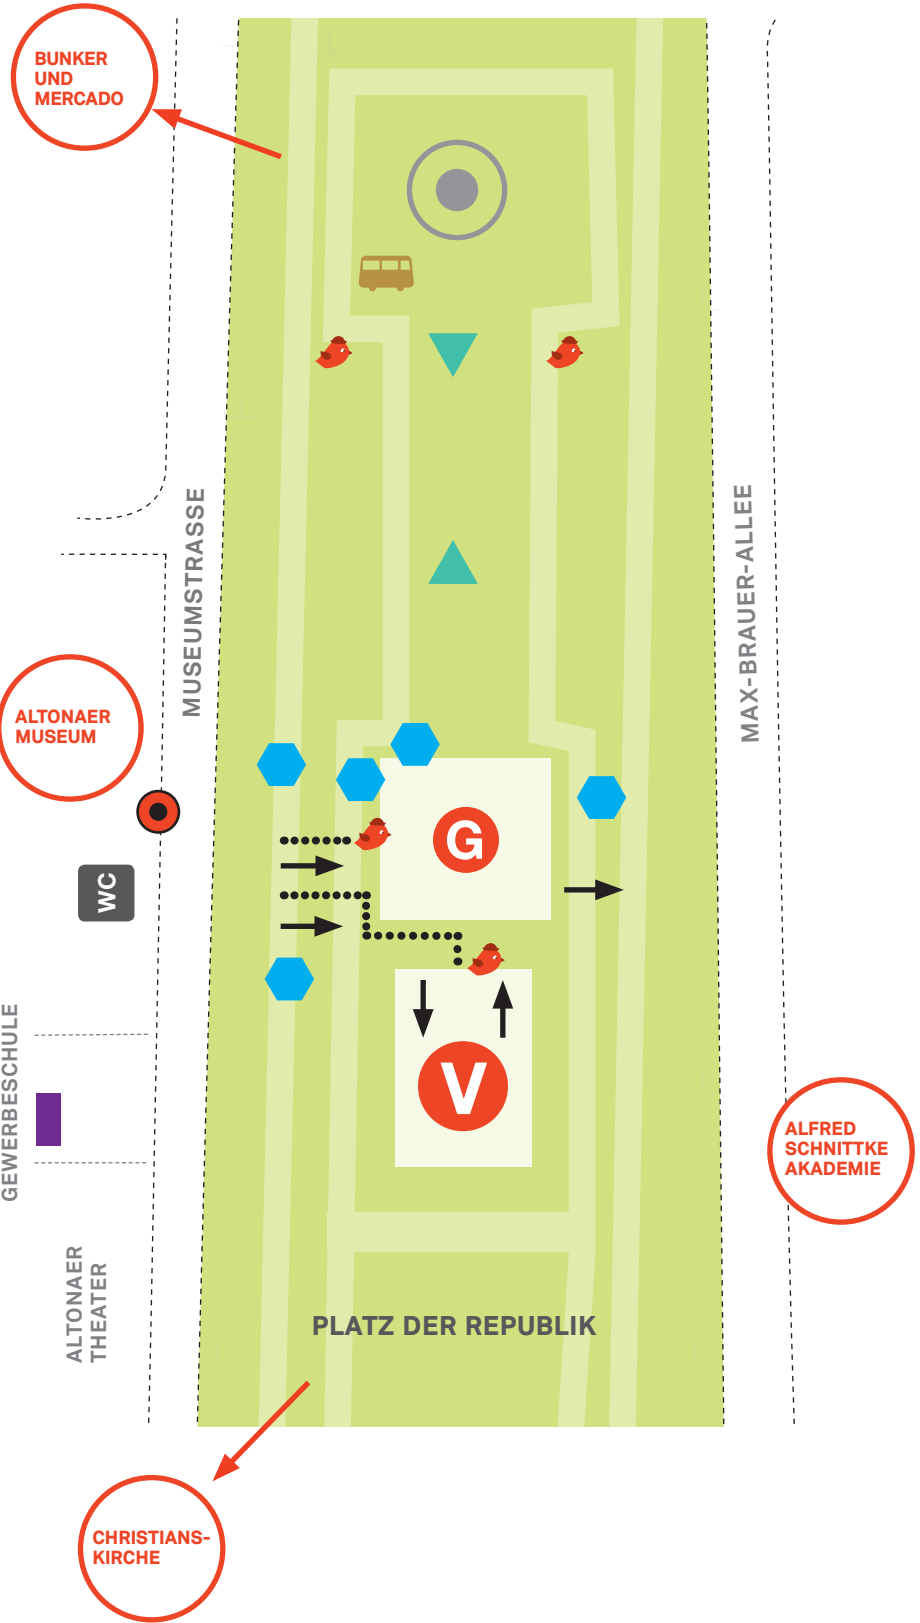 BUNKER
UND
MERCADO
MUSEUMSTRASSE
MAX-BRAUER-ALLEE
ALTONAER
MUSEUM
G
WC
V
GEWERBESCHULE
ALFRED
SCHNITTKE
AKADEMIE
ALTONAER
THEATER
PLATZ DER REPUBLIK
CHRISTIANS-
KIRCHE